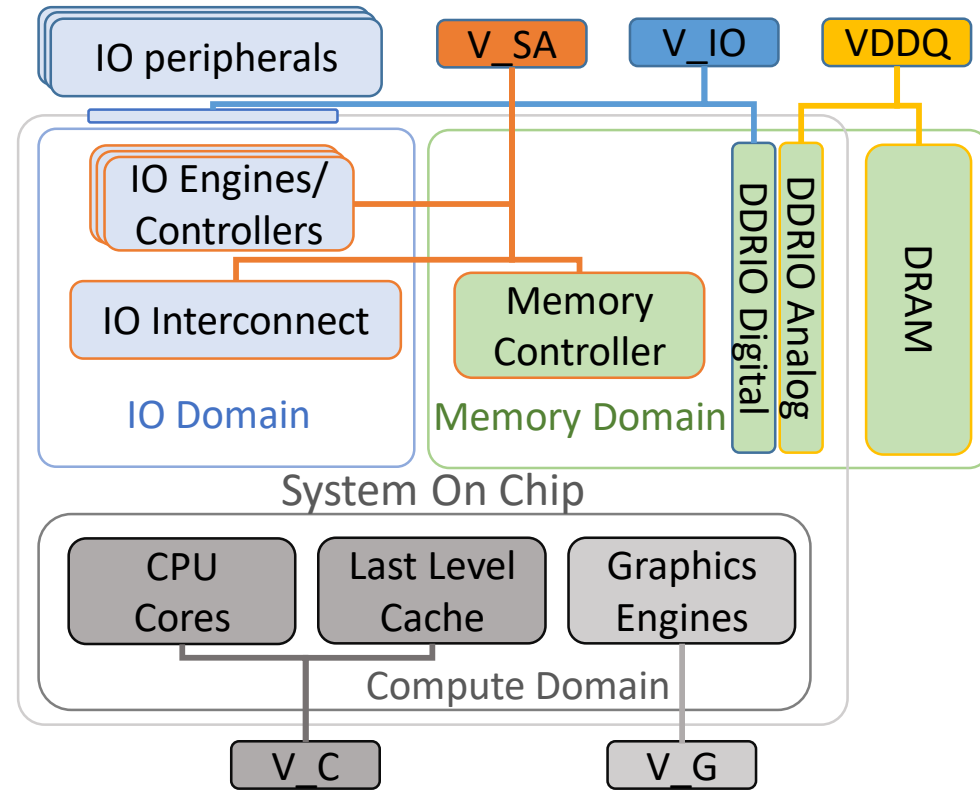 IO peripherals
V_SA
V_IO
VDDQ
IO Engines/
Controllers
IO Interconnect
IO Domain
Memory
Controller
Memory Domain
DDRIO Digital
DDRIO Analog
DRAM
System On Chip
CPU
Cores
Last Level
Cache
Graphics
Engines
Compute Domain
V_C
V_G